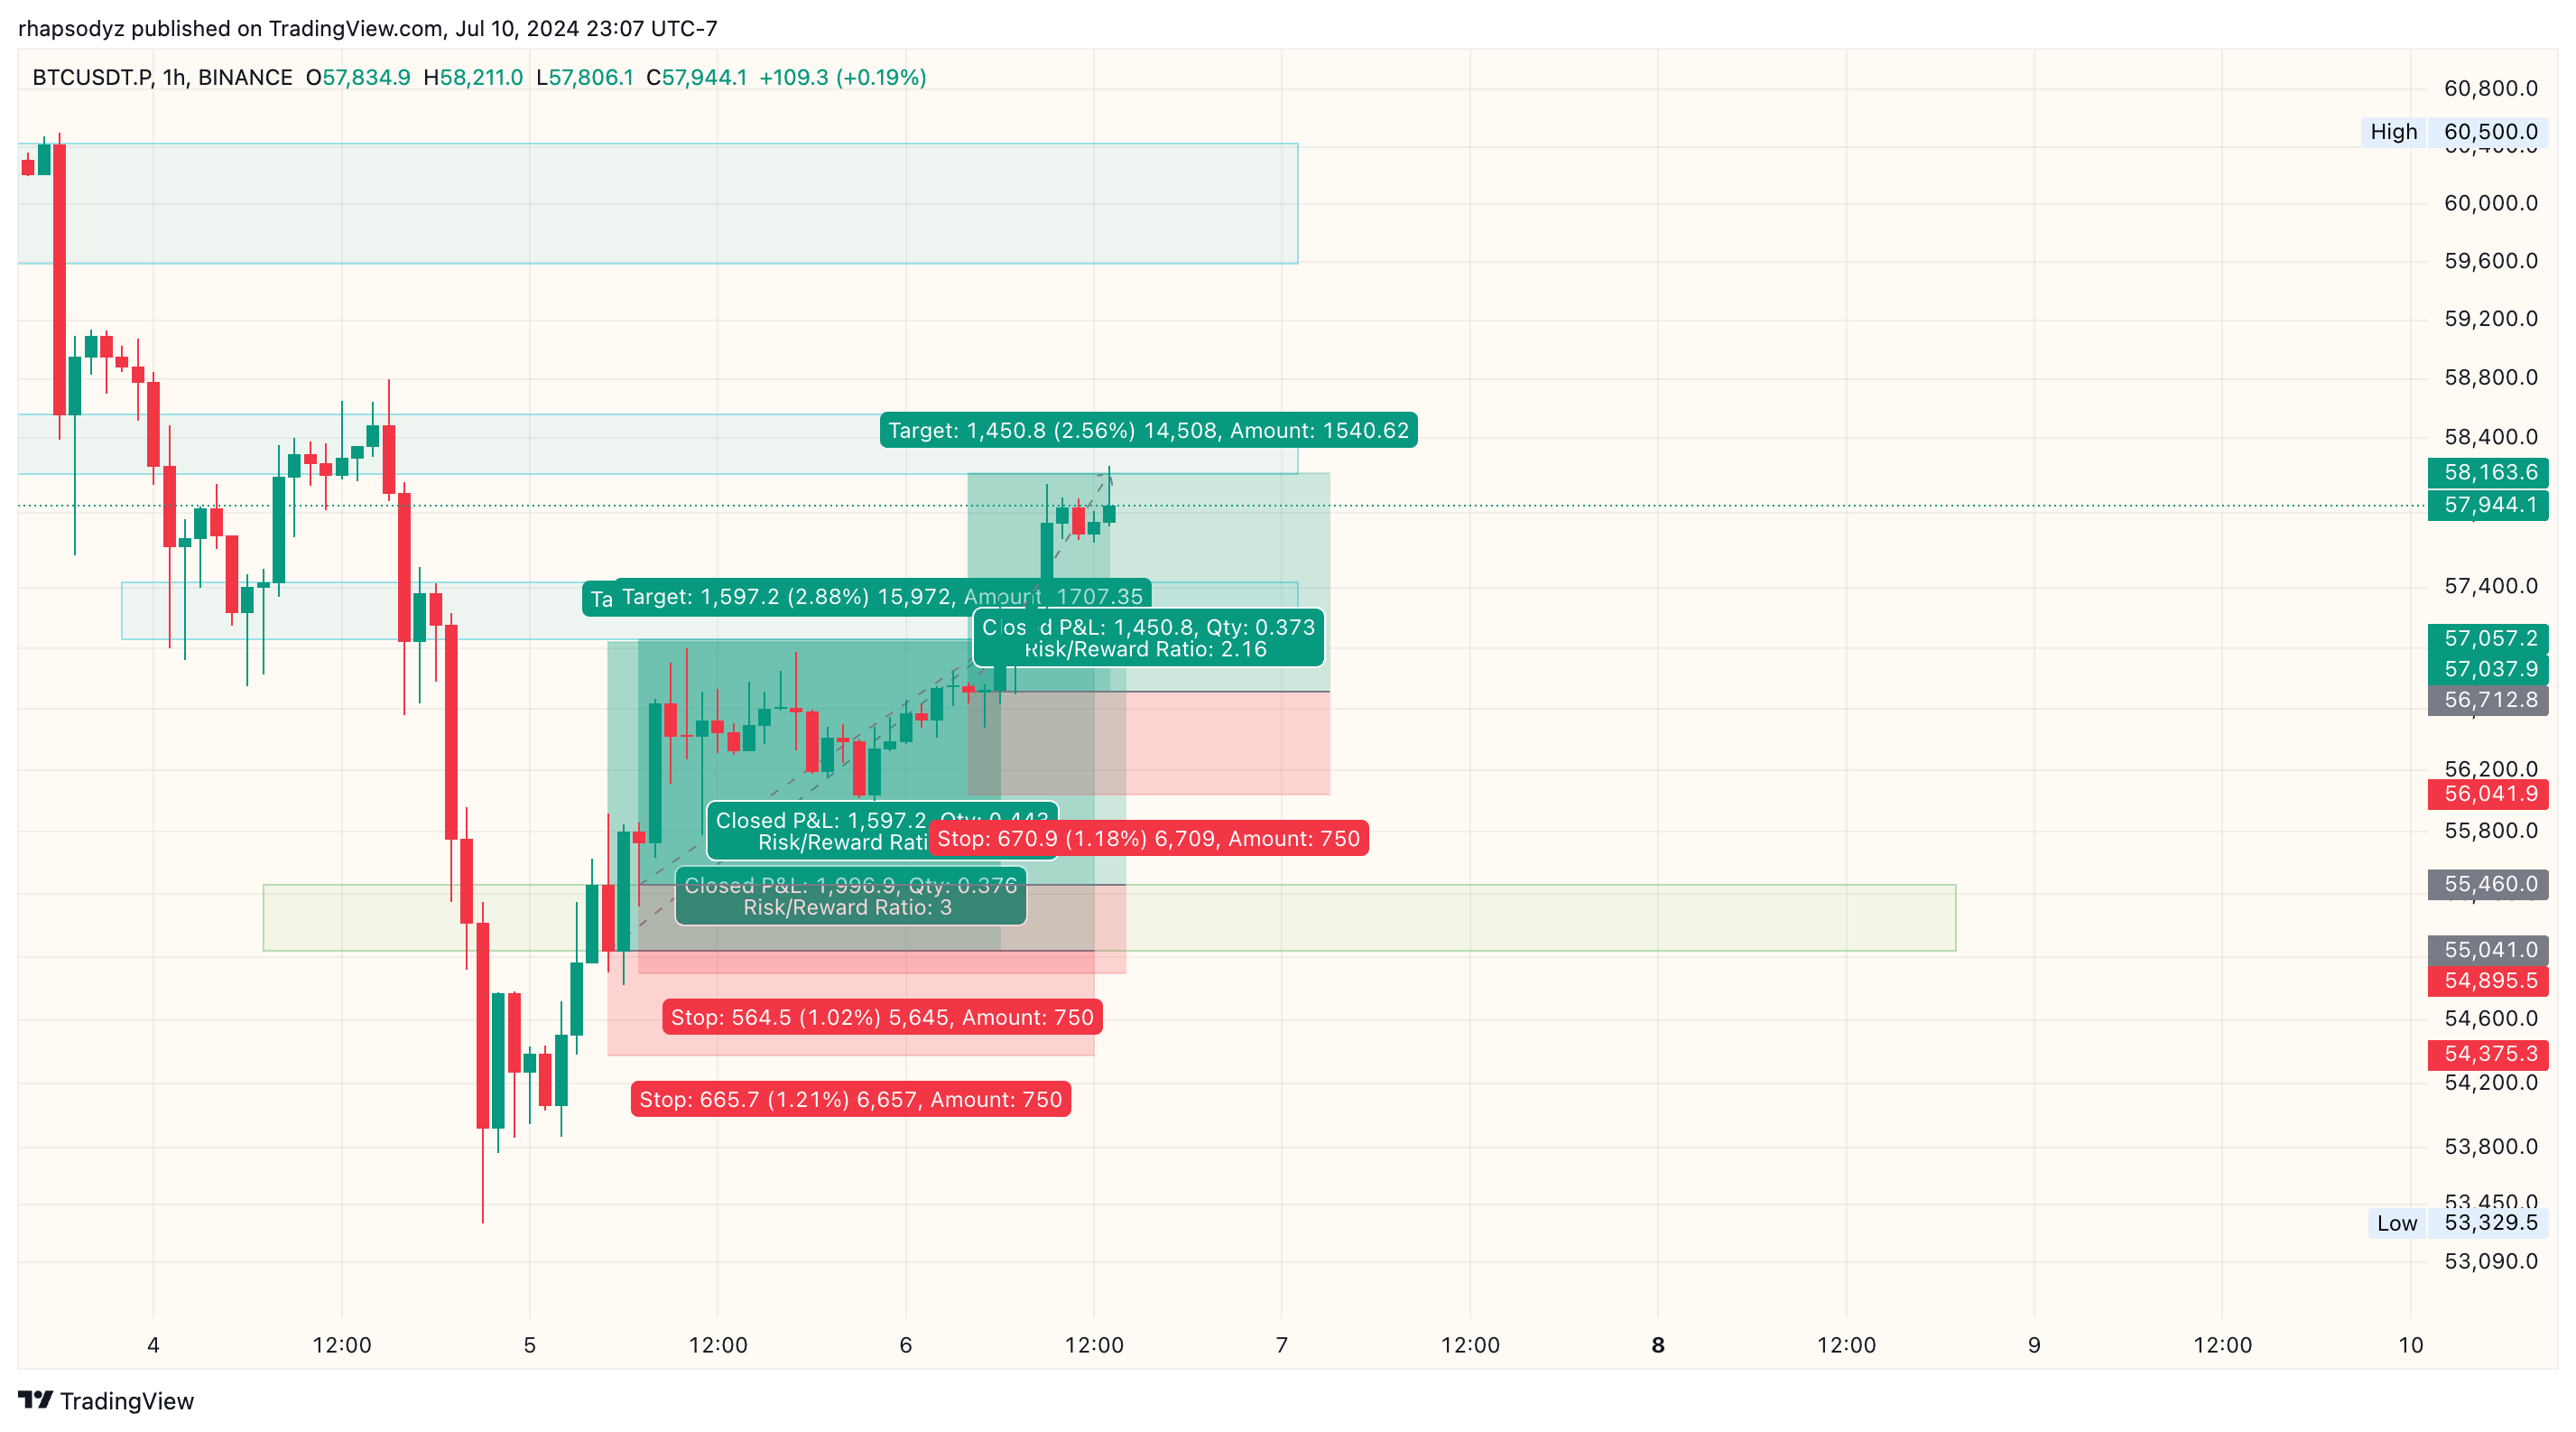 rhapsodyz published on TradingView.com, Jul 10, 2024 23:07 UTC-7
BTCUSDT.P, 1h, BINANCE O57,834.9 H58,211.0 L57,806.1 C57,944.1 +109.3 (+0.19%)
60,800.0
High 60,500.0
60,400.0
60,000.0
59,600.0
59,200.0
58,800.0
Target: 1,450.8 (2.56%) 14,508, Amount: 1540.62
58,400.0
58,163.6
57,944.1
57,400.0
Ta
Target: 1,597.2 (2.88%) 15,972, Amount 1707.35
Closed P&L: 1,450.8, Qty: 0.373
Risk/Reward Ratio: 2.16
57,057.2
57,037.9
56,712.8
56,200.0
56,041.9
Closed P&L: 1,597.2, Qty: 0.443
Risk/Reward Rati
Stop: 670.9 (1.18%) 6,709, Amount: 750
55,800.0
Closed P&L: 1,996.9, Qty: 0.376
Risk/Reward Ratio: 3
55,460.0
55,041.0
54,895.5
Stop: 564.5 (1.02%) 5,645, Amount: 750
54,600.0
54,375.3
Stop: 665.7 (1.21%) 6,657, Amount: 750
54,200.0
53,800.0
53,450.0
Low 53,329.5
53,090.0
4 12:00 5 12:00 6 12:00 7 12:00 8 12:00 9 12:00 10
TradingView